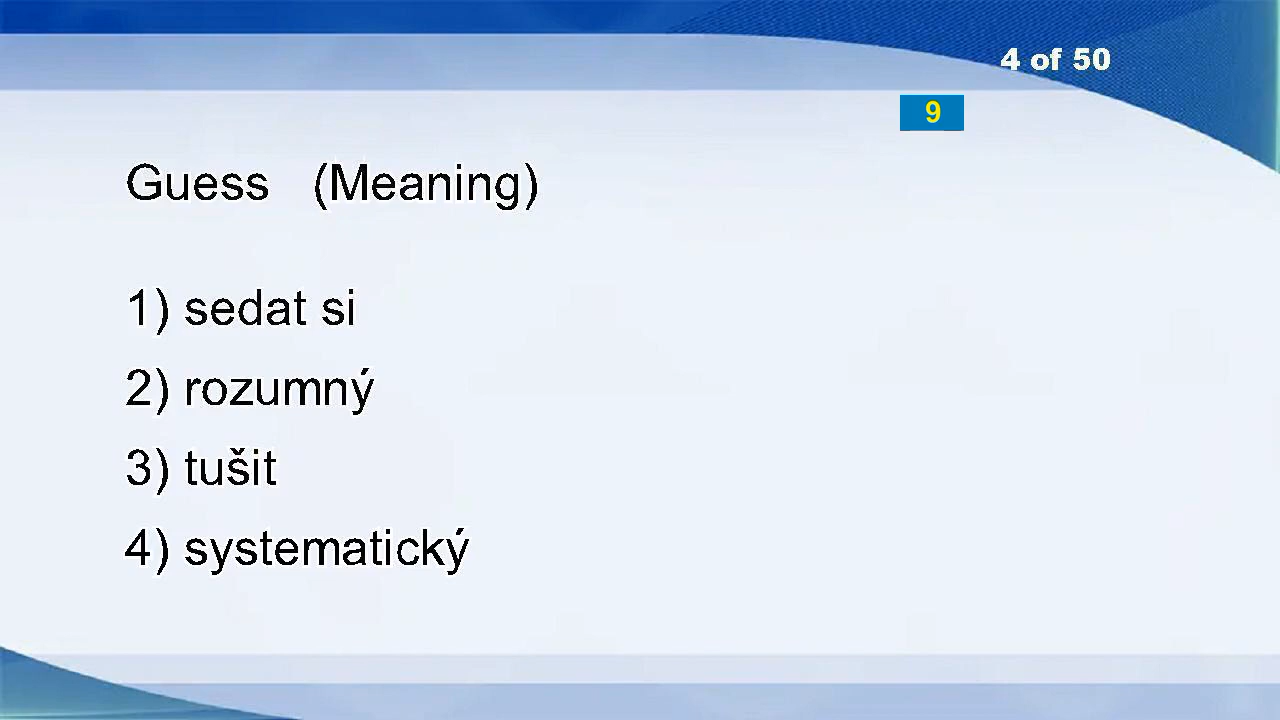 4 of 50
9
Guess (Meaning)
1) sedat si
2) rozumný
3) tušit
4) systematický